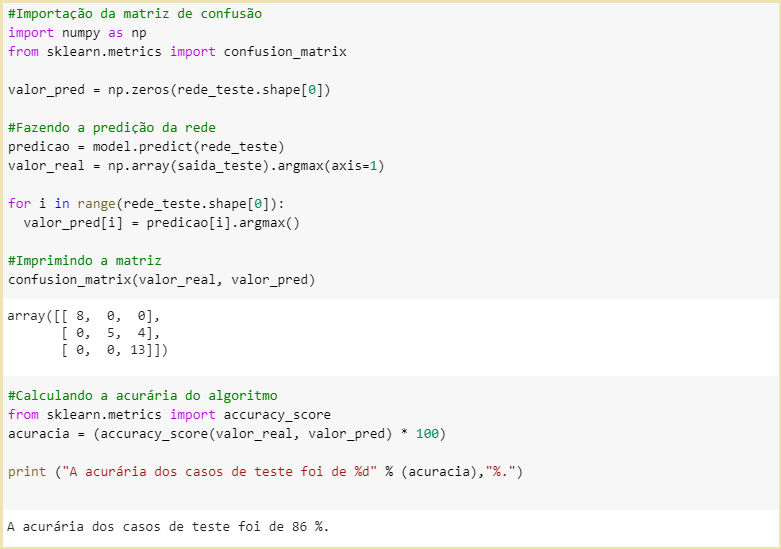 #Importação da matriz de confusão
import numpy as np
from sklearn.metrics import confusion_matrix
valor_pred = np.zeros(rede_teste.shape[0])
#Fazendo a predição da rede
predicao = model.predict(rede_teste)
valor_real = np.array(saida_teste).argmax(axis=1)
for i in range(rede_teste.shape[0]):
  valor_pred[i] = predicao[i].argmax()
#Imprimindo a matriz
confusion_matrix(valor_real, valor_pred)
array([[ 8,  0,  0],
       [ 0,  5,  4],
       [ 0,  0, 13]])
#Calculando a acurária do algoritmo
from sklearn.metrics import accuracy_score
acuracia = (accuracy_score(valor_real, valor_pred) * 100)
print ("A acurária dos casos de teste foi de %d" % (acuracia),"%.")
A acurária dos casos de teste foi de 86 %.